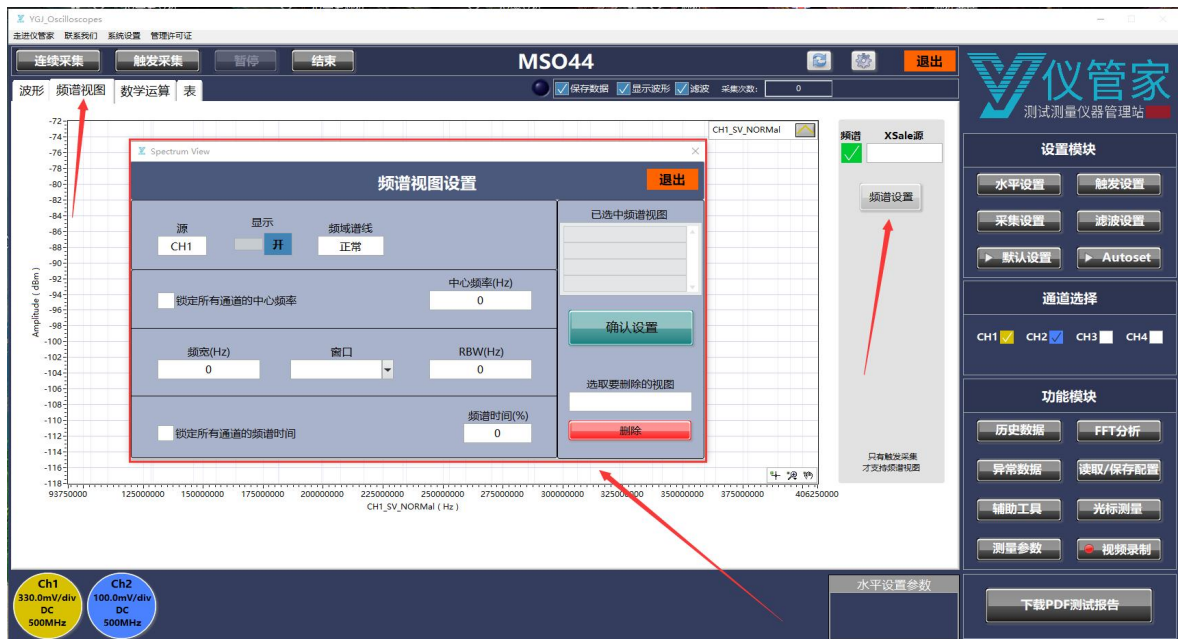 YGJ_Oscilloscopes
走进仪管家 联系我们 系统设置 管理许可证
连续采集 触发采集 暂停 结束 MSO44 退出
波形 频谱视图 数学运算 表 保存数据 显示波形 滤波 采集次数: 0
仪管家
测试测量仪器管理站
CH1_SV_NORMal
频谱 XSale源
频谱设置
只有触发采集
才支持频谱视图
Spectrum View
频谱视图设置 退出
源 显示 频域谱线
CH1 开 正常
锁定所有通道的中心频率
中心频率(Hz)
0
频宽(Hz) 窗口 RBW(Hz)
0 0
锁定所有通道的频谱时间
频谱时间(%)
0
已选中频谱视图
确认设置
选取要删除的视图
删除
Amplitude ( dBm )
-72
-74
-76
-78
-80
-82
-84
-86
-88
-90
-92
-94
-96
-98
-100
-102
-104
-106
-108
-110
-112
-114
-116
-118
93750000 125000000 150000000 175000000 200000000 225000000 250000000 275000000 300000000 325000000 350000000 375000000 406250000
CH1_SV_NORMal ( Hz )
设置模块
水平设置 触发设置
采集设置 滤波设置
默认设置 Autoset
通道选择
CH1 CH2 CH3 CH4
功能模块
历史数据 FFT分析
异常数据 读取/保存配置
辅助工具 光标测量
测量参数 视频录制
下载PDF测试报告
Ch1
330.0mV/div
DC
500MHz
Ch2
100.0mV/div
DC
500MHz
水平设置参数